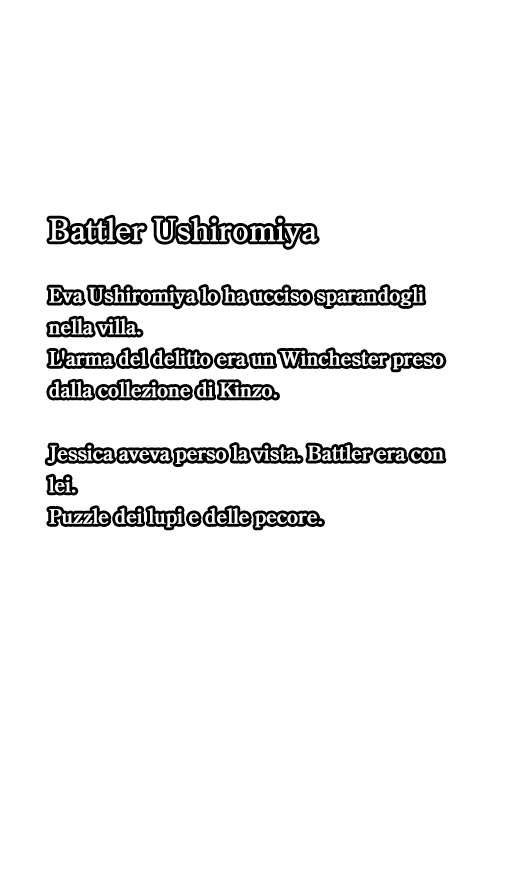 Battler Ushiromiya
Eva Ushiromiya lo ha ucciso sparandogli
nella villa.
L'arma del delitto era un Winchester preso
dalla collezione di Kinzo.
Jessica aveva perso la vista. Battler era con
lei.
Puzzle dei lupi e delle pecore.